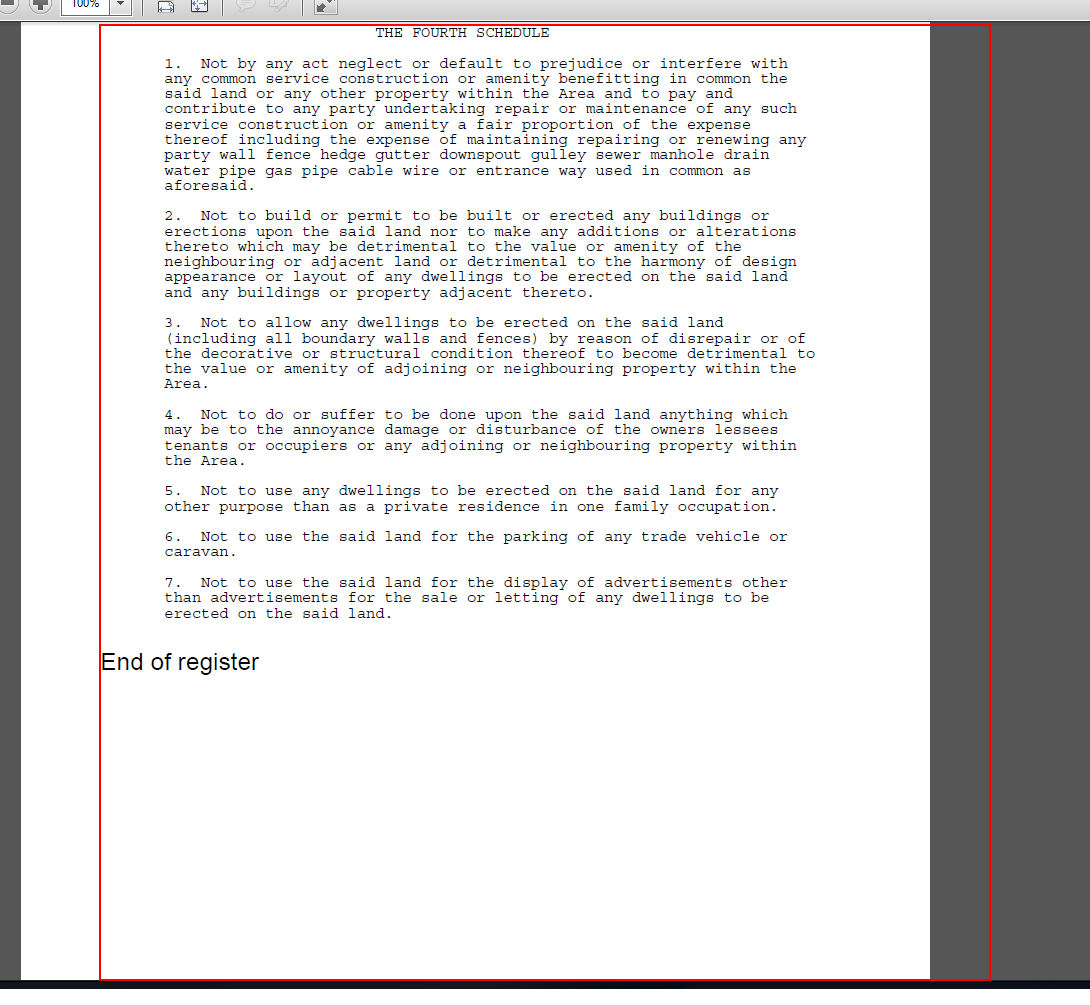 100%
THE FOURTH SCHEDULE
1. Not by any act neglect or default to prejudice or interfere with
any common service construction or amenity benefitting in common the
said land or any other property within the Area and to pay and
contribute to any party undertaking repair or maintenance of any such
service construction or amenity a fair proportion of the expense
thereof including the expense of maintaining repairing or renewing any
party wall fence hedge gutter downspout gulley sewer manhole drain
water pipe gas pipe cable wire or entrance way used in common as
aforesaid.
2. Not to build or permit to be built or erected any buildings or
erections upon the said land nor to make any additions or alterations
thereto which may be detrimental to the value or amenity of the
neighbouring or adjacent land or detrimental to the harmony of design
appearance or layout of any dwellings to be erected on the said land
and any buildings or property adjacent thereto.
3. Not to allow any dwellings to be erected on the said land
(including all boundary walls and fences) by reason of disrepair or of
the decorative or structural condition thereof to become detrimental to
the value or amenity of adjoining or neighbouring property within the
Area.
4. Not to do or suffer to be done upon the said land anything which
may be to the annoyance damage or disturbance of the owners lessees
tenants or occupiers or any adjoining or neighbouring property within
the Area.
5. Not to use any dwellings to be erected on the said land for any
other purpose than as a private residence in one family occupation.
6. Not to use the said land for the parking of any trade vehicle or
caravan.
7. Not to use the said land for the display of advertisements other
than advertisements for the sale or letting of any dwellings to be
erected on the said land.
End of register